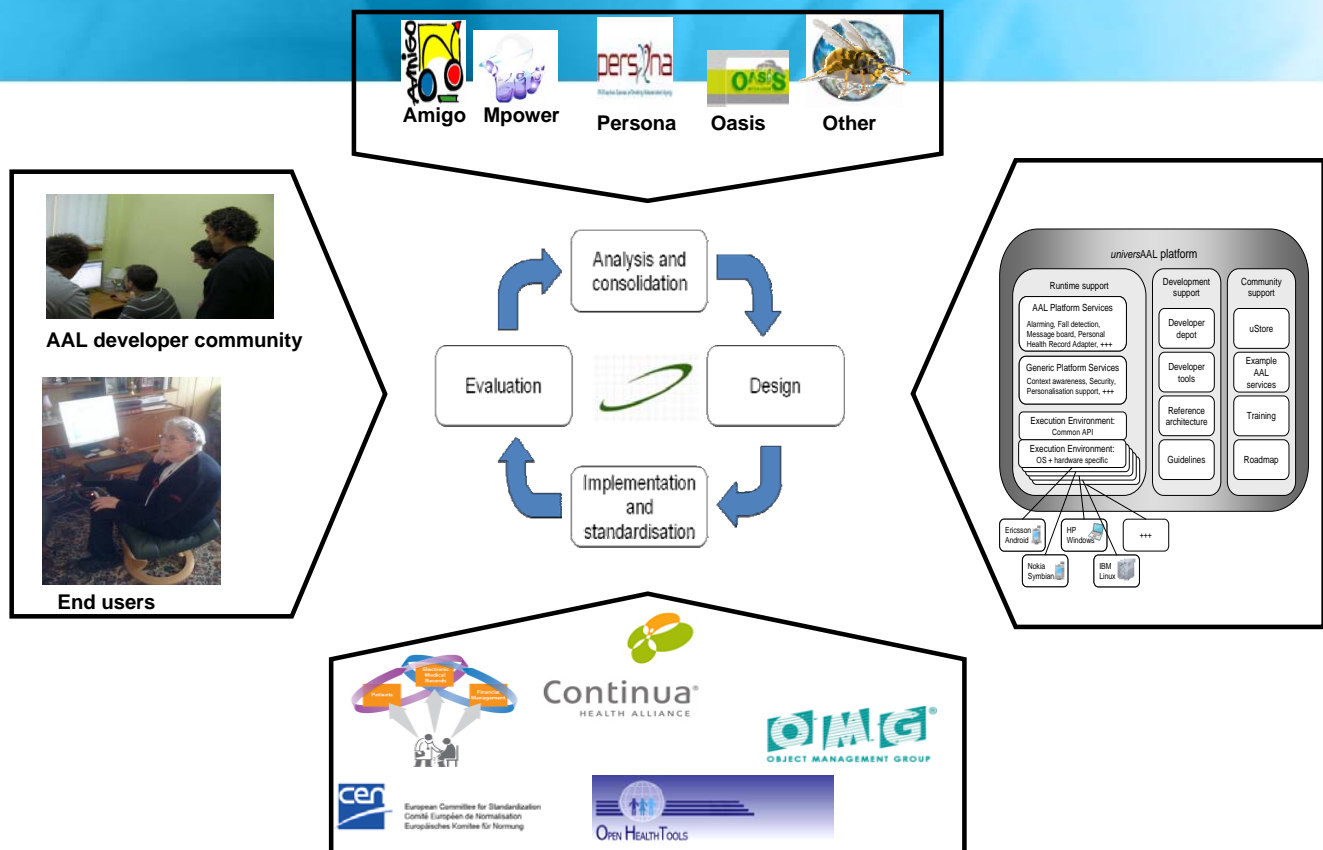 AMIGO
pers na
OASIS
Amigo
Mpower
Persona
Oasis
Other
AAL developer community
End users
Analysis and
consolidation
Evaluation
Design
Implementation
and
standardisation
universAAL platform
Runtime support
AAL Platform Services
Alarming, Fall detection,
Message board, Personal
Health Record Adapter, +++
Generic Platform Services
Context awareness, Security,
Personalisation support, +++
Execution Environment:
Common API
Execution Environment:
OS + hardware specific
Development
support
Developer
depot
Developer
tools
Reference
architecture
Guidelines
Community
support
uStore
Example
AAL
services
Training
Roadmap
Ericsson
Android
HP
Windows
+++
Nokia
Symbian
IBM
Linux
Patients
Electronic
Medical
Records
Financial
Management
Continua®
HEALTH ALLIANCE
OMG®
OBJECT MANAGEMENT GROUP
cen
European Committee for Standardization
Comité Européen de Normalisation
Europäisches Komitee für Normung
OPEN HEALTHTOOLS